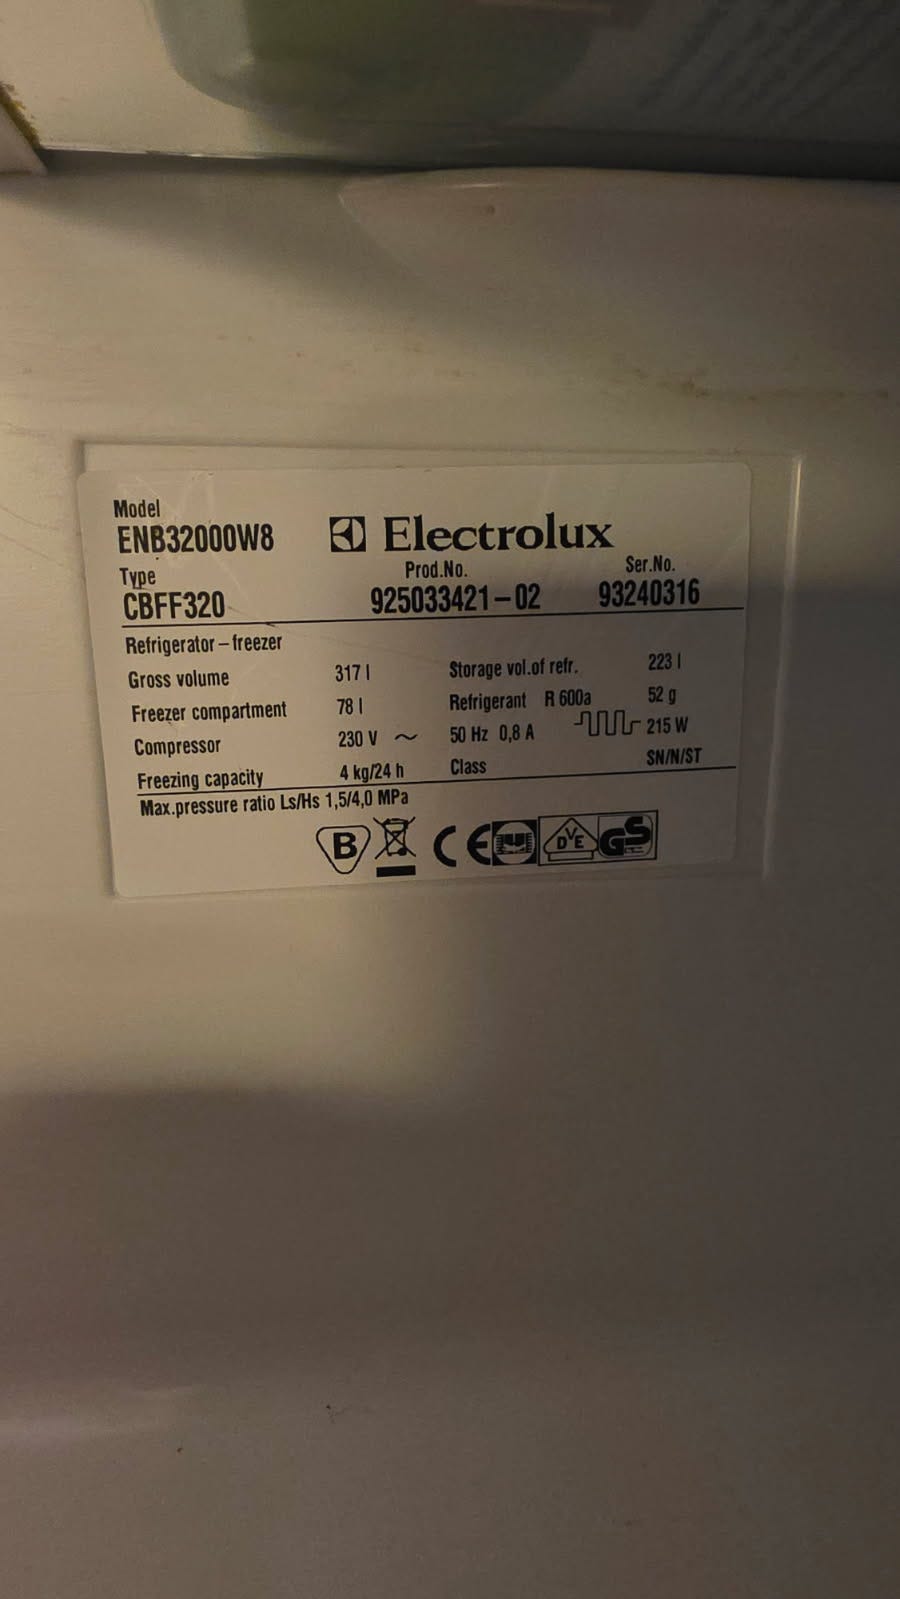 Model
ENB32000W8 Electrolux
Type Prod.No. Ser.No.
CBFF320 925033421-02 93240316
Refrigerator-freezer
Gross volume 317 l Storage vol.of refr. 223 l
Freezer compartment 78 l Refrigerant R 600a 52 g
Compressor 230 V ~ 50 Hz 0,8 A 215 W
Freezing capacity 4 kg/24 h Class SN/N/ST
Max.pressure ratio Ls/Hs 1,5/4,0 MPa
B CE DVE GS